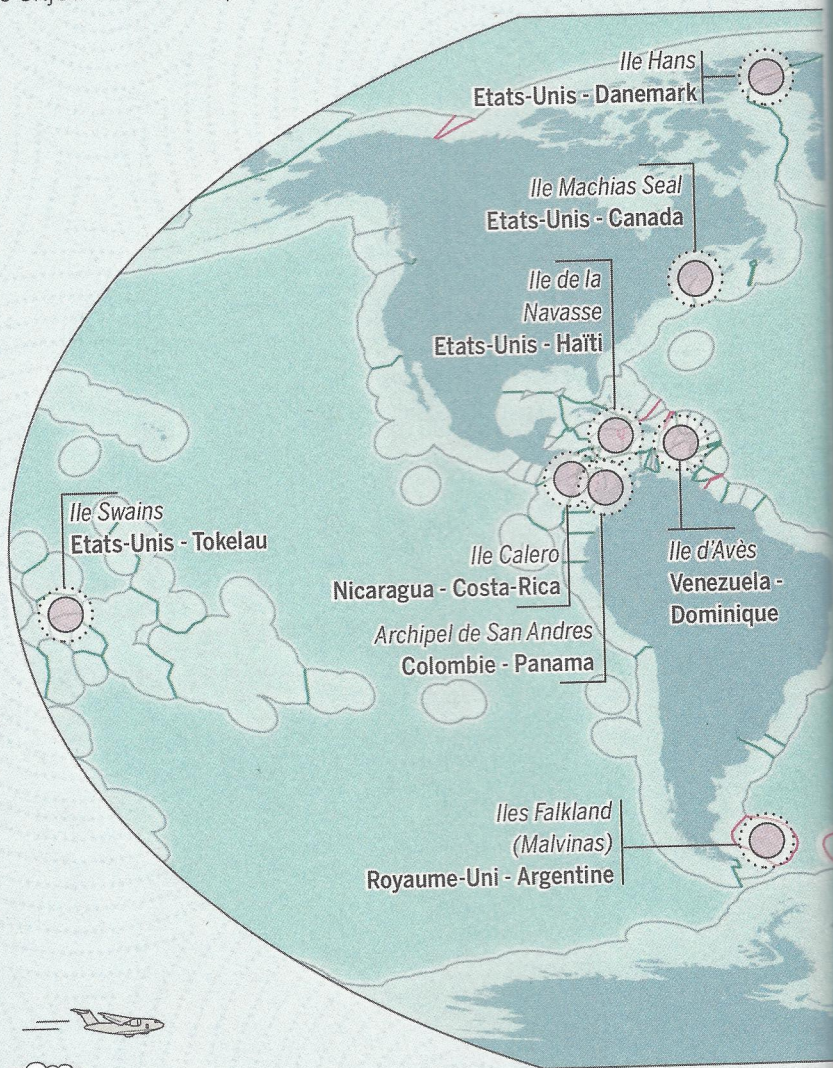 Ile Hans
Etats-Unis - Danemark
Ile Machias Seal
Etats-Unis - Canada
Ile de la
Navasse
Etats-Unis - Haïti
Ile Swains
Etats-Unis - Tokelau
Ile Calero
Nicaragua - Costa-Rica
Ile d'Avès
Venezuela -
Dominique
Archipel de San Andres
Colombie - Panama
Iles Falkland
(Malvinas)
Royaume-Uni - Argentine